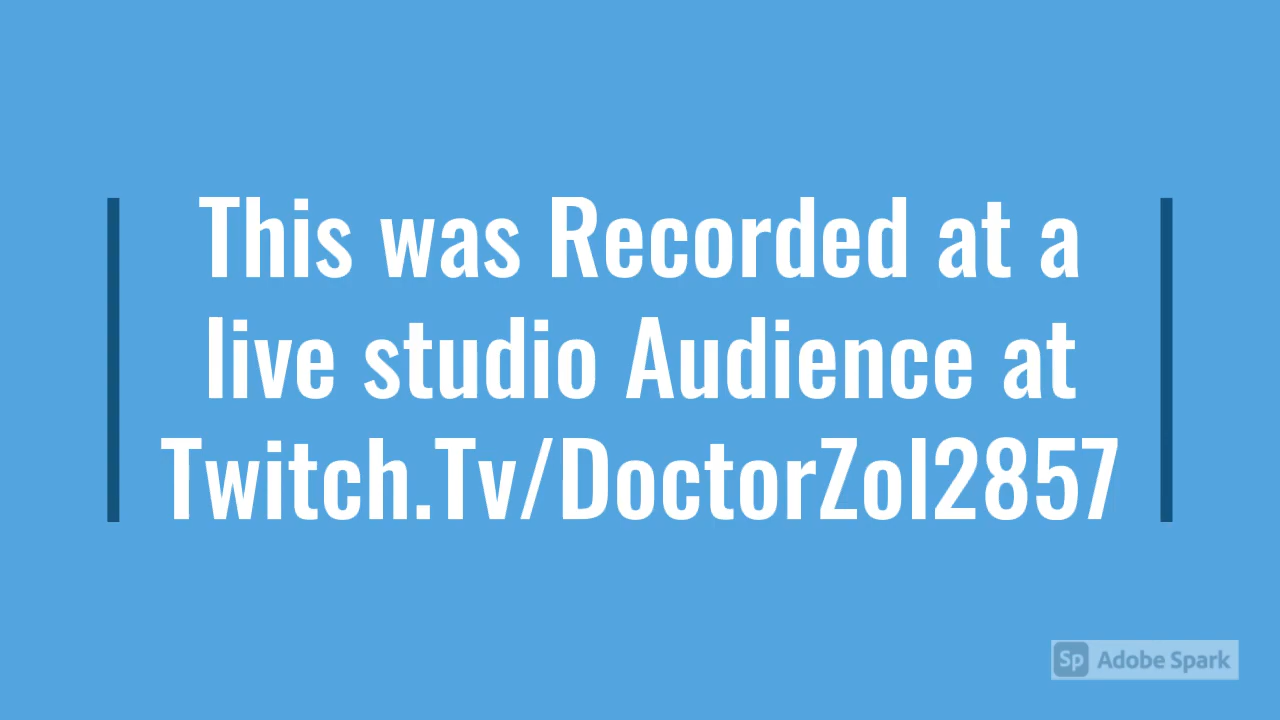 This was Recorded at a
live studio Audience at
Twitch.Tv/DoctorZol2857
Sp Adobe Spark